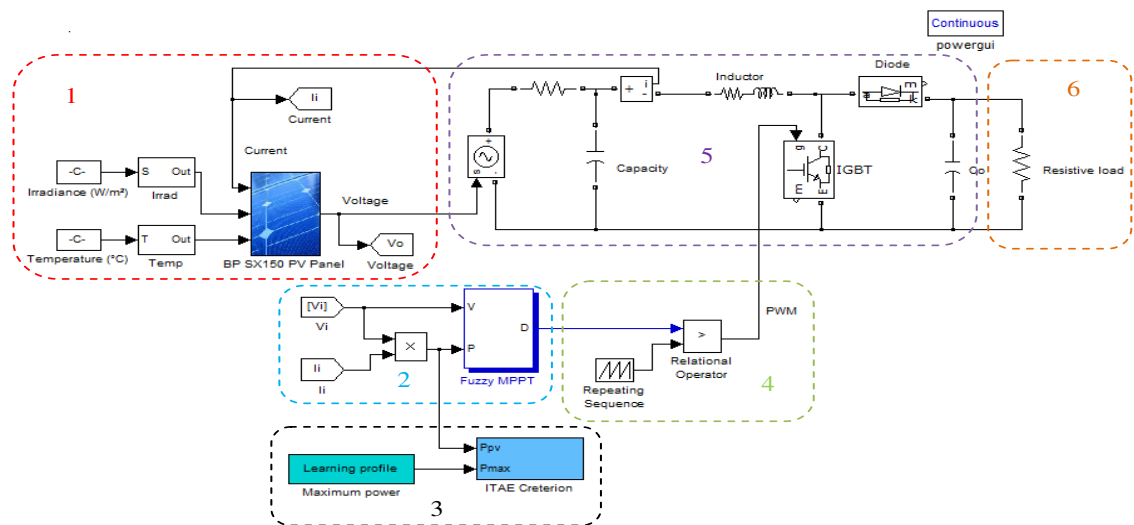 Continuous
powergui
1
Ii
Current
Current
-C-
Irradiance (W/m²)
S Out
Irrad
-C-
Temperature (°C)
T Out
Temp
BP SX150 PV Panel
Voltage
Vo
Voltage
s
+
-
+
i
-
Inductor
Diode
a
m
k
Capacity
5
g
C
m
E
IGBT
Co
6
Resistive load
[Vi]
Vi
Ii
Ii
×
2
V
P
D
Fuzzy MPPT
PWM
>
Relational
Operator
Repeating
Sequence
4
Learning profile
Maximum power
Ppv
Pmax
ITAE Creterion
3